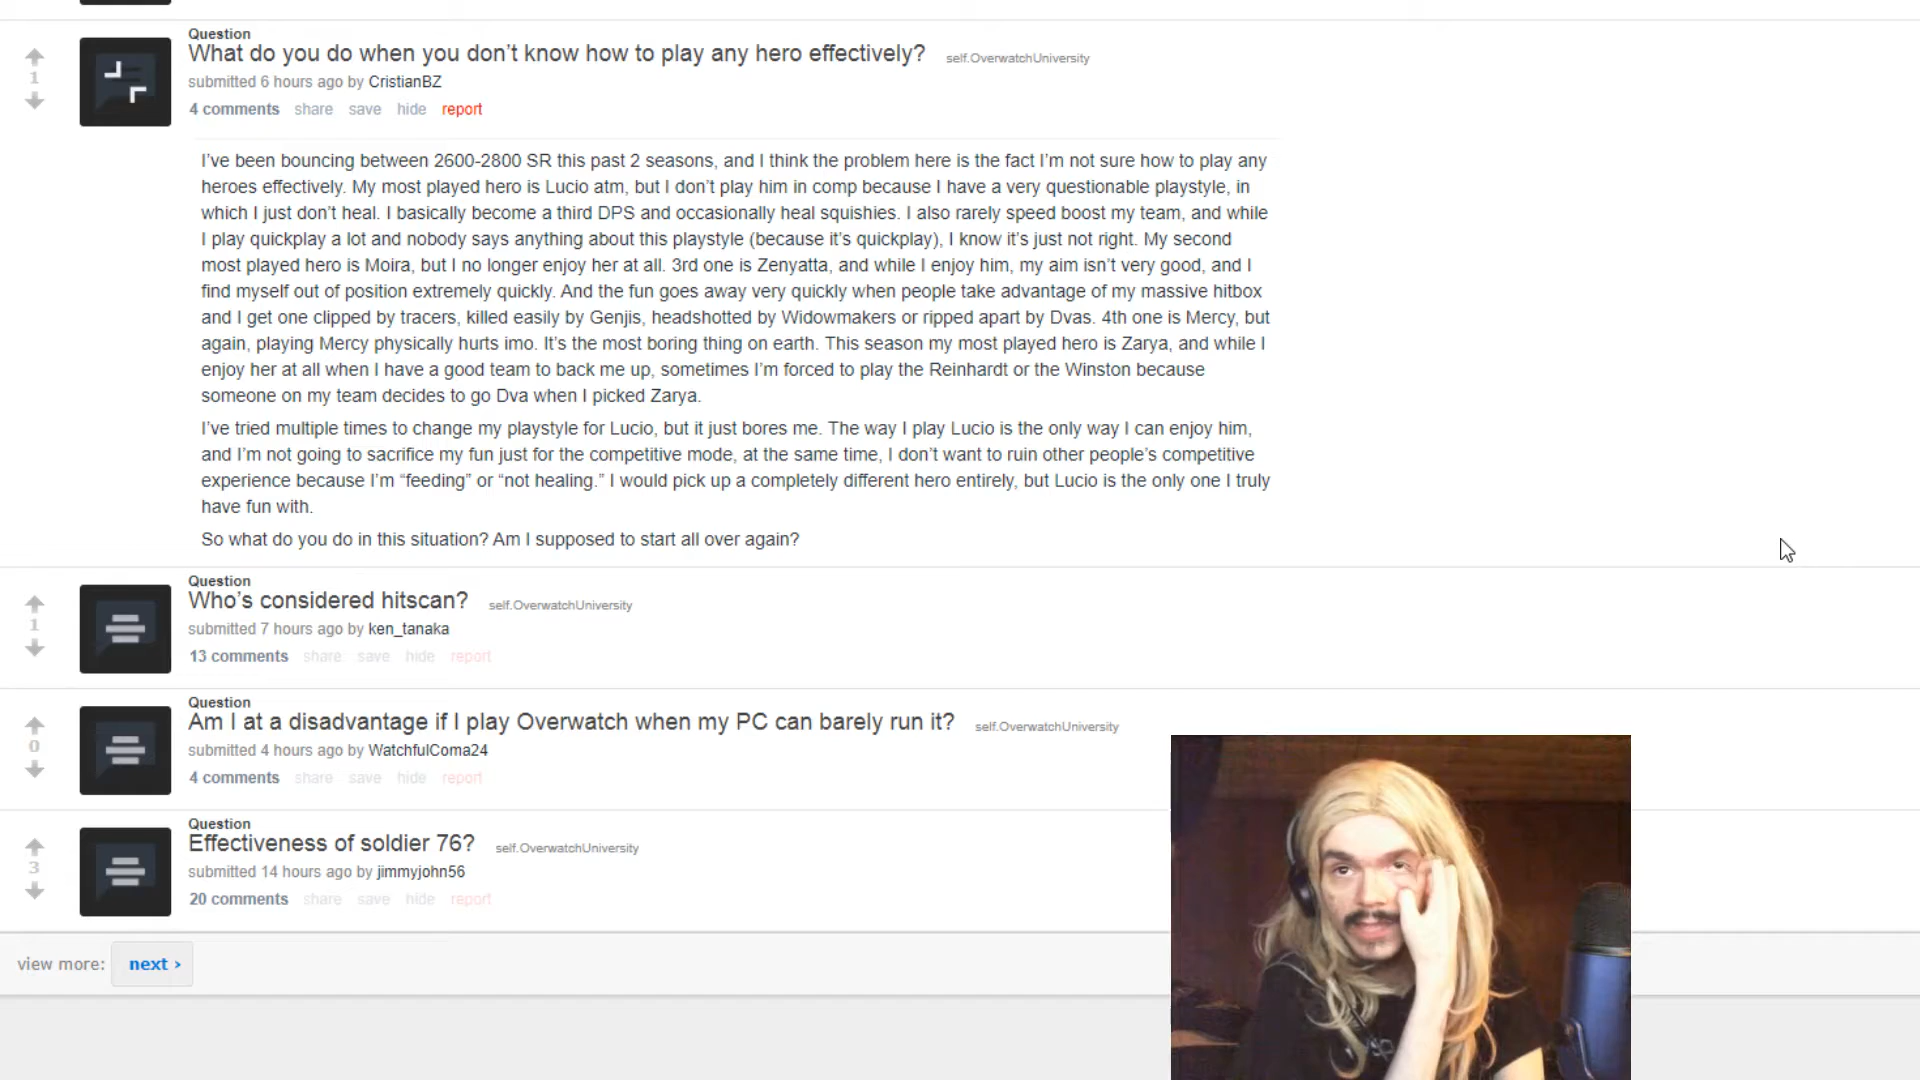 Question
What do you do when you don't know how to play any hero effectively? self.OverwatchUniversity
1
submitted 6 hours ago by CristianBZ
4 comments share save hide report
I've been bouncing between 2600-2800 SR this past 2 seasons, and I think the problem here is the fact I'm not sure how to play any
heroes effectively. My most played hero is Lucio atm, but I don't play him in comp because I have a very questionable playstyle, in
which I just don't heal. I basically become a third DPS and occasionally heal squishies. I also rarely speed boost my team, and while
I play quickplay a lot and nobody says anything about this playstyle (because it's quickplay), I know it's just not right. My second
most played hero is Moira, but I no longer enjoy her at all. 3rd one is Zenyatta, and while I enjoy him, my aim isn't very good, and I
find myself out of position extremely quickly. And the fun goes away very quickly when people take advantage of my massive hitbox
and I get one clipped by tracers, killed easily by Genjis, headshotted by Widowmakers or ripped apart by Dvas. 4th one is Mercy, but
again, playing Mercy physically hurts imo. It's the most boring thing on earth. This season my most played hero is Zarya, and while I
enjoy her at all when I have a good team to back me up, sometimes I'm forced to play the Reinhardt or the Winston because
someone on my team decides to go Dva when I picked Zarya.
I've tried multiple times to change my playstyle for Lucio, but it just bores me. The way I play Lucio is the only way I can enjoy him,
and I'm not going to sacrifice my fun just for the competitive mode, at the same time, I don't want to ruin other people's competitive
experience because I'm “feeding” or “not healing.” I would pick up a completely different hero entirely, but Lucio is the only one I truly
have fun with.
So what do you do in this situation? Am I supposed to start all over again?
Question
Who's considered hitscan? self.OverwatchUniversity
1
submitted 7 hours ago by ken_tanaka
13 comments share save hide report
Question
Am I at a disadvantage if I play Overwatch when my PC can barely run it? self.OverwatchUniversity
0
submitted 4 hours ago by WatchfulComa24
4 comments share save hide report
Question
Effectiveness of soldier 76? self.OverwatchUniversity
3
submitted 14 hours ago by jimmyjohn56
20 comments share save hide report
view more: next ›